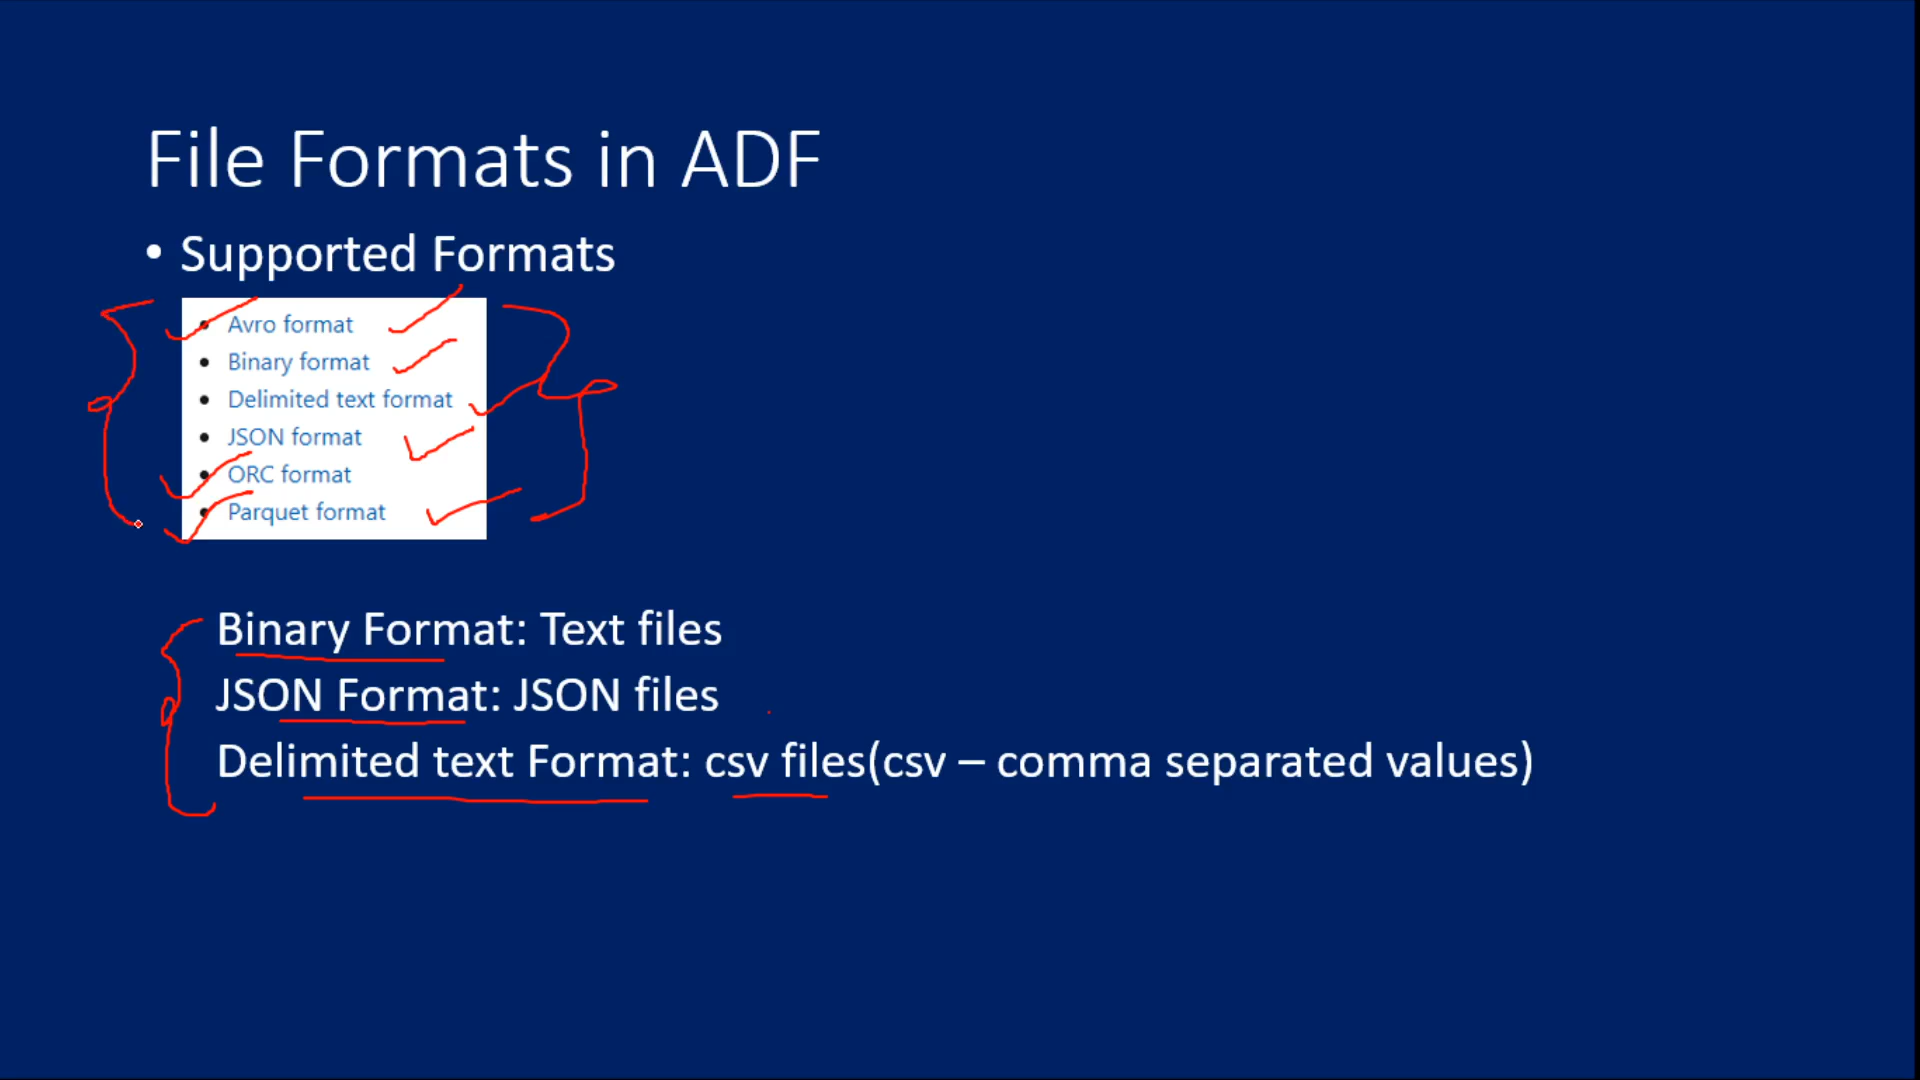 File Formats in ADF
• Supported Formats
• Avro format
• Binary format
• Delimited text format
• JSON format
• ORC format
• Parquet format
Binary Format: Text files
JSON Format: JSON files
Delimited text Format: csv files(csv – comma separated values)